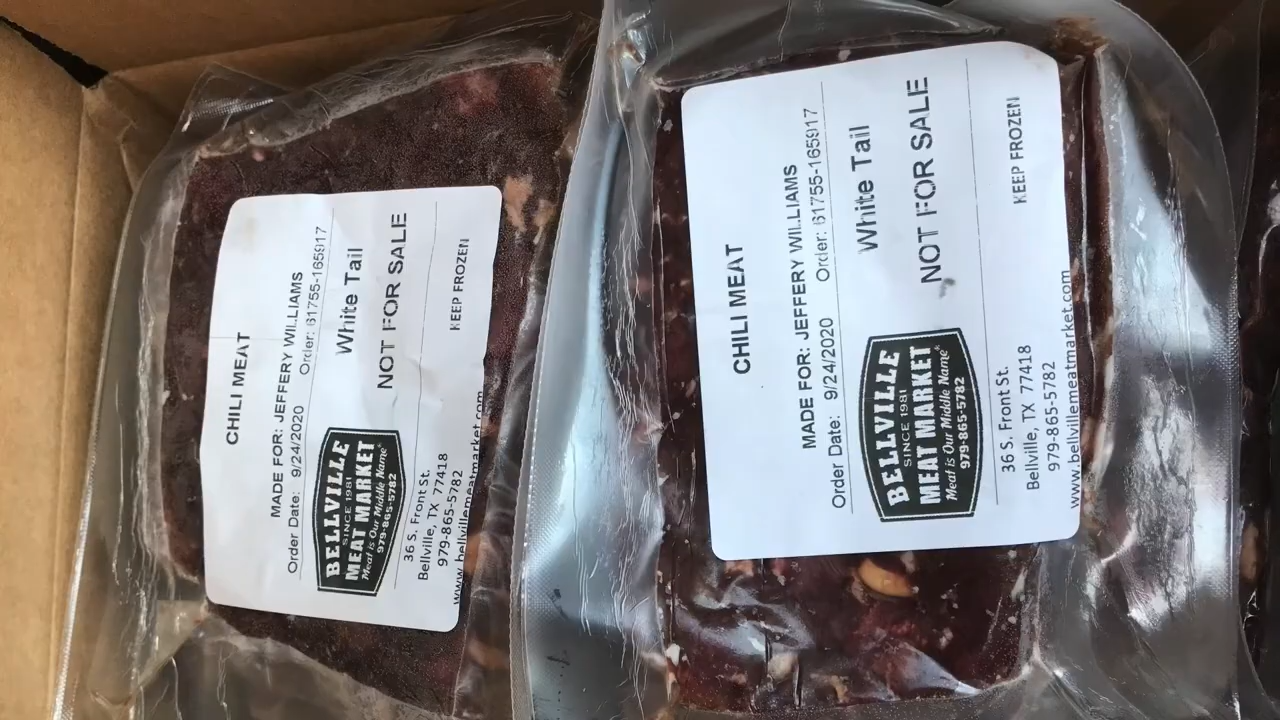 CHILI MEAT
MADE FOR: JEFFERY WILLIAMS
Order Date: 9/24/2020 Order: 61755-165917
BELLVILLE
SINCE 1981
MEAT MARKET
Meat is Our Middle Name®
979-865-5782
White Tail
NOT FOR SALE
36 S. Front St.
Bellville, TX 77418
979-865-5782
KEEP FROZEN
www.bellvillemeatmarket.com
CHILI MEAT
MADE FOR: JEFFERY WILLIAMS
Order Date: 9/24/2020 Order: 61755-165917
BELLVILLE
SINCE 1981
MEAT MARKET
Meat is Our Middle Name®
979-865-5782
White Tail
NOT FOR SALE
36 S. Front St.
Bellville, TX 77418
979-865-5782
KEEP FROZEN
www.bellvillemeatmarket.com